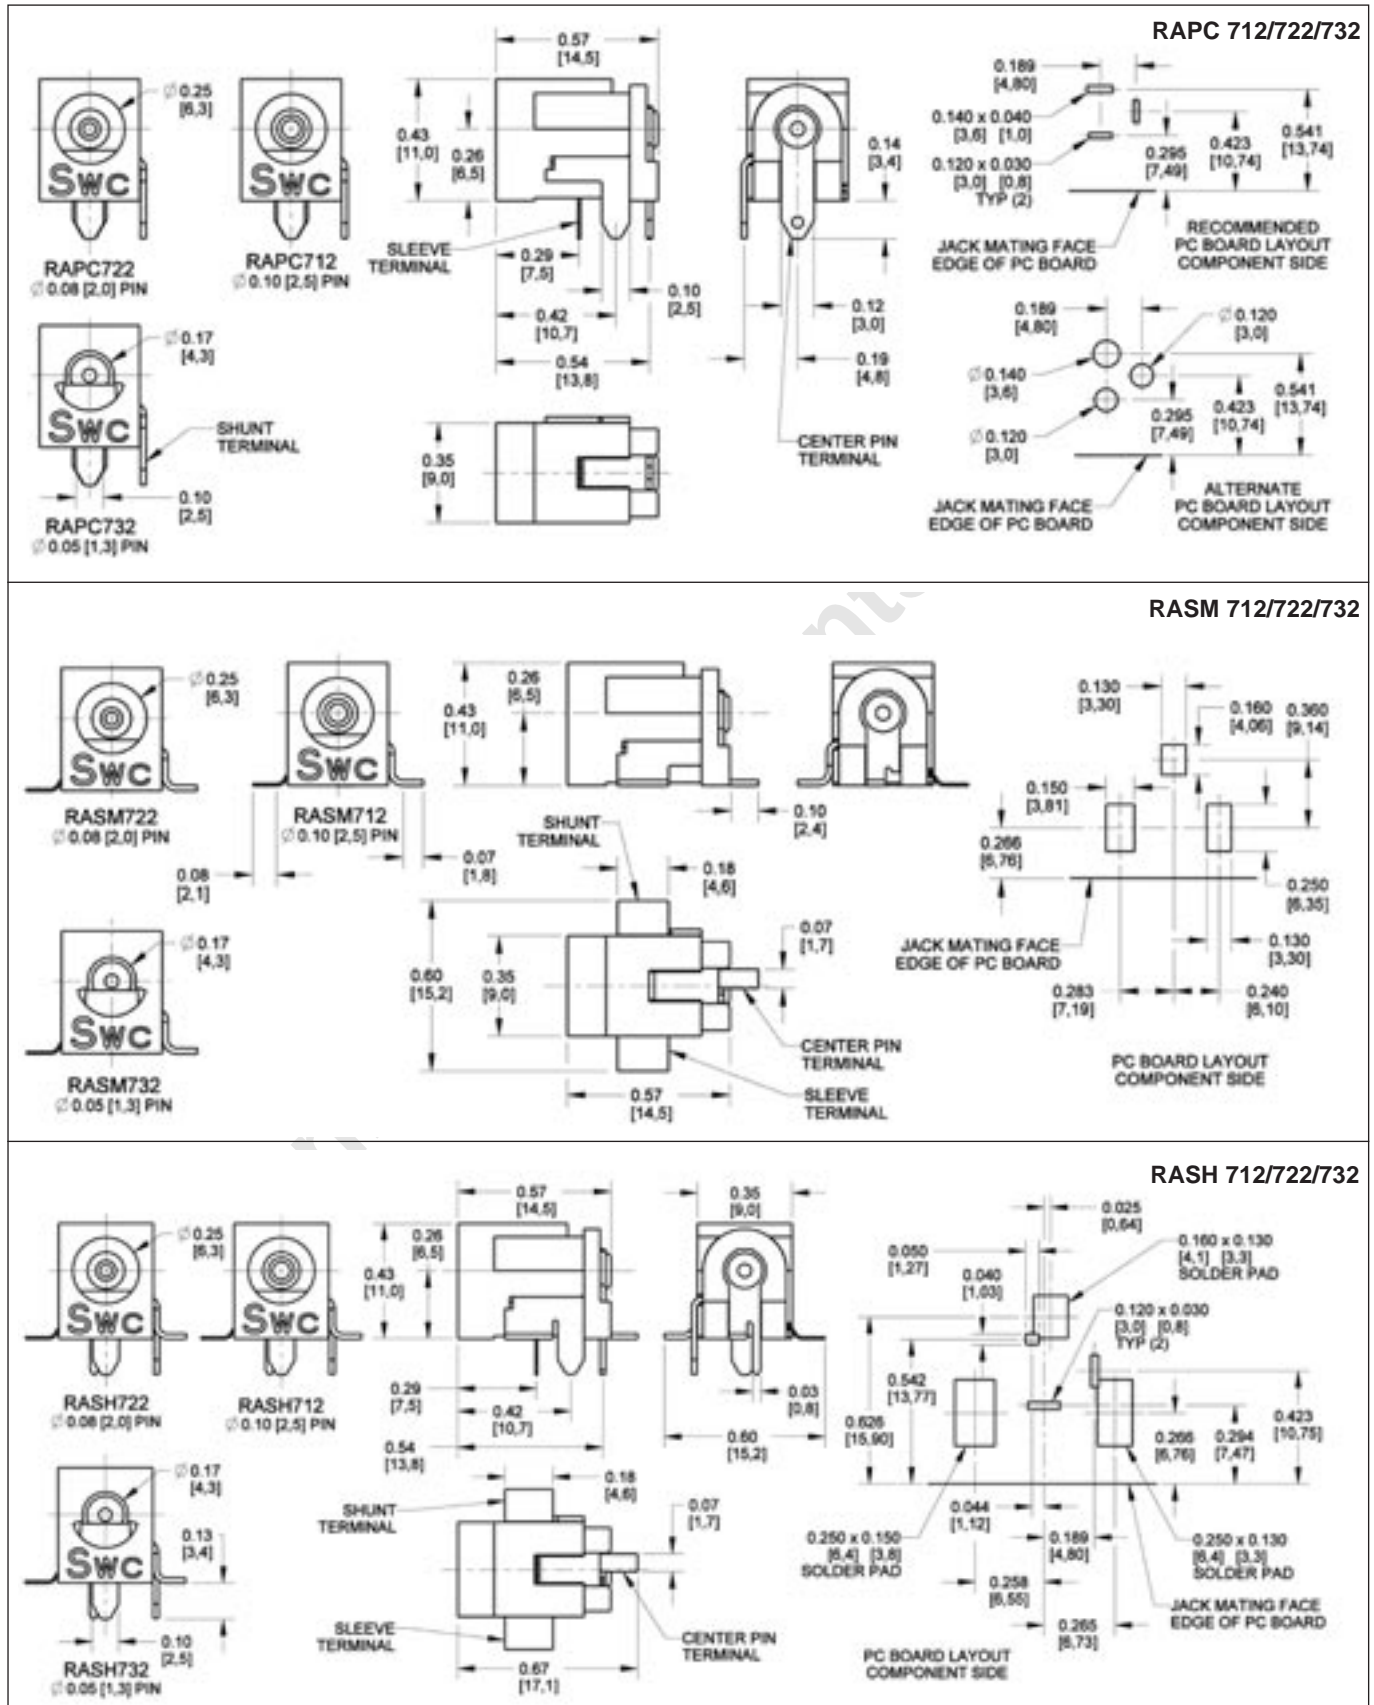 RAPC 712/722/732
0.57
[14,5]
0.189
[4,80]
Ø 0.25
[6,3]
0.140 x 0.040
[3,6] [1,0]
0.43
[11,0]
0.26
[6,5]
0.14
[3,4]
0.541
[13,74]
0.423
[10,74]
0.295
[7,49]
0.120 x 0.030
[3,0] [0,8]
TYP (2)
SWC
SWC
RAPC722
Ø 0.08 [2,0] PIN
RAPC712
Ø 0.10 [2,5] PIN
SLEEVE
TERMINAL
0.29
[7,5]
JACK MATING FACE
EDGE OF PC BOARD
RECOMMENDED
PC BOARD LAYOUT
COMPONENT SIDE
0.10
[2,5]
0.42
[10,7]
0.12
[3,0]
0.189
[4,80]
Ø 0.120
[3,0]
Ø 0.17
[4,3]
0.54
[13,8]
0.19
[4,8]
Ø 0.140
[3,6]
0.541
[13,74]
0.423
[10,74]
0.295
[7,49]
SWC
SHUNT
TERMINAL
0.35
[9,0]
CENTER PIN
TERMINAL
Ø 0.120
[3,0]
0.10
[2,5]
RAPC732
Ø 0.05 [1,3] PIN
JACK MATING FACE
EDGE OF PC BOARD
ALTERNATE
PC BOARD LAYOUT
COMPONENT SIDE
RASM 712/722/732
Ø 0.25
[6,3]
0.26
[6,5]
0.43
[11,0]
0.130
[3,30]
0.160
[4,06]
0.360
[9,14]
SWC
SWC
0.150
[3,81]
RASM722
Ø 0.08 [2,0] PIN
RASM712
Ø 0.10 [2,5] PIN
SHUNT
TERMINAL
0.10
[2,4]
0.266
[6,76]
0.08
[2,1]
0.07
[1,8]
0.18
[4,6]
0.250
[6,35]
Ø 0.17
[4,3]
0.07
[1,7]
JACK MATING FACE
EDGE OF PC BOARD
0.130
[3,30]
0.60
[15,2]
0.35
[9,0]
SWC
0.283
[7,19]
0.240
[6,10]
CENTER PIN
TERMINAL
PC BOARD LAYOUT
COMPONENT SIDE
RASM732
Ø 0.05 [1,3] PIN
0.57
[14,5]
SLEEVE
TERMINAL
RASH 712/722/732
0.57
[14,5]
0.35
[9,0]
0.025
[0,64]
Ø 0.25
[6,3]
0.26
[6,5]
0.43
[11,0]
0.050
[1,27]
0.160 x 0.130
[4,1] [3,3]
SOLDER PAD
0.040
[1,03]
0.120 x 0.030
[3,0] [0,8]
TYP (2)
SWC
SWC
0.542
[13,77]
RASH722
Ø 0.08 [2,0] PIN
RASH712
Ø 0.10 [2,5] PIN
0.29
[7,5]
0.03
[0,8]
0.626
[15,90]
0.423
[10,75]
0.42
[10,7]
0.60
[15,2]
0.266
[6,76]
0.294
[7,47]
0.54
[13,8]
Ø 0.17
[4,3]
0.18
[4,6]
SHUNT
TERMINAL
0.07
[1,7]
0.044
[1,12]
0.13
[3,4]
SWC
0.250 x 0.150
[6,4] [3,8]
SOLDER PAD
0.189
[4,80]
0.250 x 0.130
[6,4] [3,3]
SOLDER PAD
0.258
[6,55]
0.265
[6,73]
JACK MATING FACE
EDGE OF PC BOARD
0.10
[2,5]
SLEEVE
TERMINAL
CENTER PIN
TERMINAL
PC BOARD LAYOUT
COMPONENT SIDE
RASH732
Ø 0.05 [1,3] PIN
0.67
[17,1]